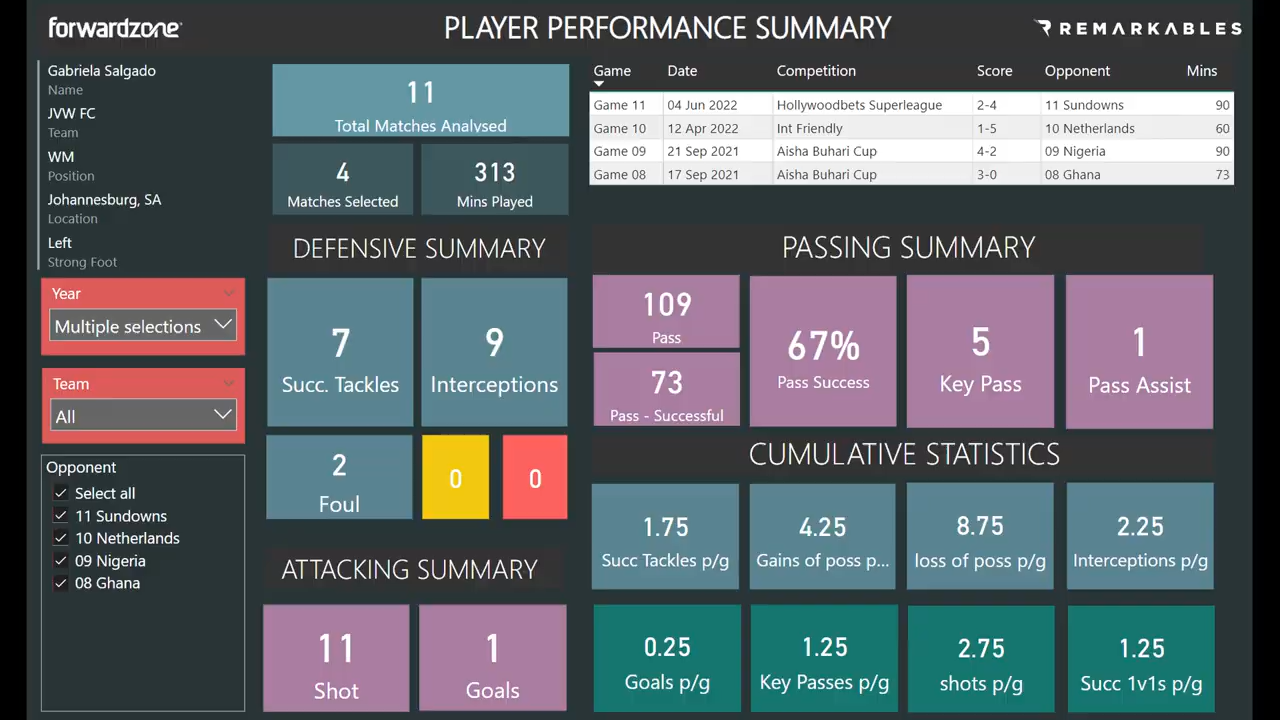 forwardzone
PLAYER PERFORMANCE SUMMARY
REMARKABLES
Gabriela Salgado
Name
JVW FC
Team
WM
Position
Johannesburg, SA
Location
Left
Strong Foot
11
Total Matches Analysed
4
Matches Selected
313
Mins Played
Game Date Competition Score Opponent Mins
Game 11 04 Jun 2022 Hollywoodbets Superleague 2-4 11 Sundowns 90
Game 10 12 Apr 2022 Int Friendly 1-5 10 Netherlands 60
Game 09 21 Sep 2021 Aisha Buhari Cup 4-2 09 Nigeria 90
Game 08 17 Sep 2021 Aisha Buhari Cup 3-0 08 Ghana 73
Year
Multiple selections
Team
All
Opponent
Select all
11 Sundowns
10 Netherlands
09 Nigeria
08 Ghana
DEFENSIVE SUMMARY
7
Succ. Tackles
9
Interceptions
2
Foul
0
0
ATTACKING SUMMARY
11
Shot
1
Goals
PASSING SUMMARY
109
Pass
73
Pass - Successful
67%
Pass Success
5
Key Pass
1
Pass Assist
CUMULATIVE STATISTICS
1.75
Succ Tackles p/g
4.25
Gains of poss p...
8.75
loss of poss p/g
2.25
Interceptions p/g
0.25
Goals p/g
1.25
Key Passes p/g
2.75
shots p/g
1.25
Succ 1v1s p/g